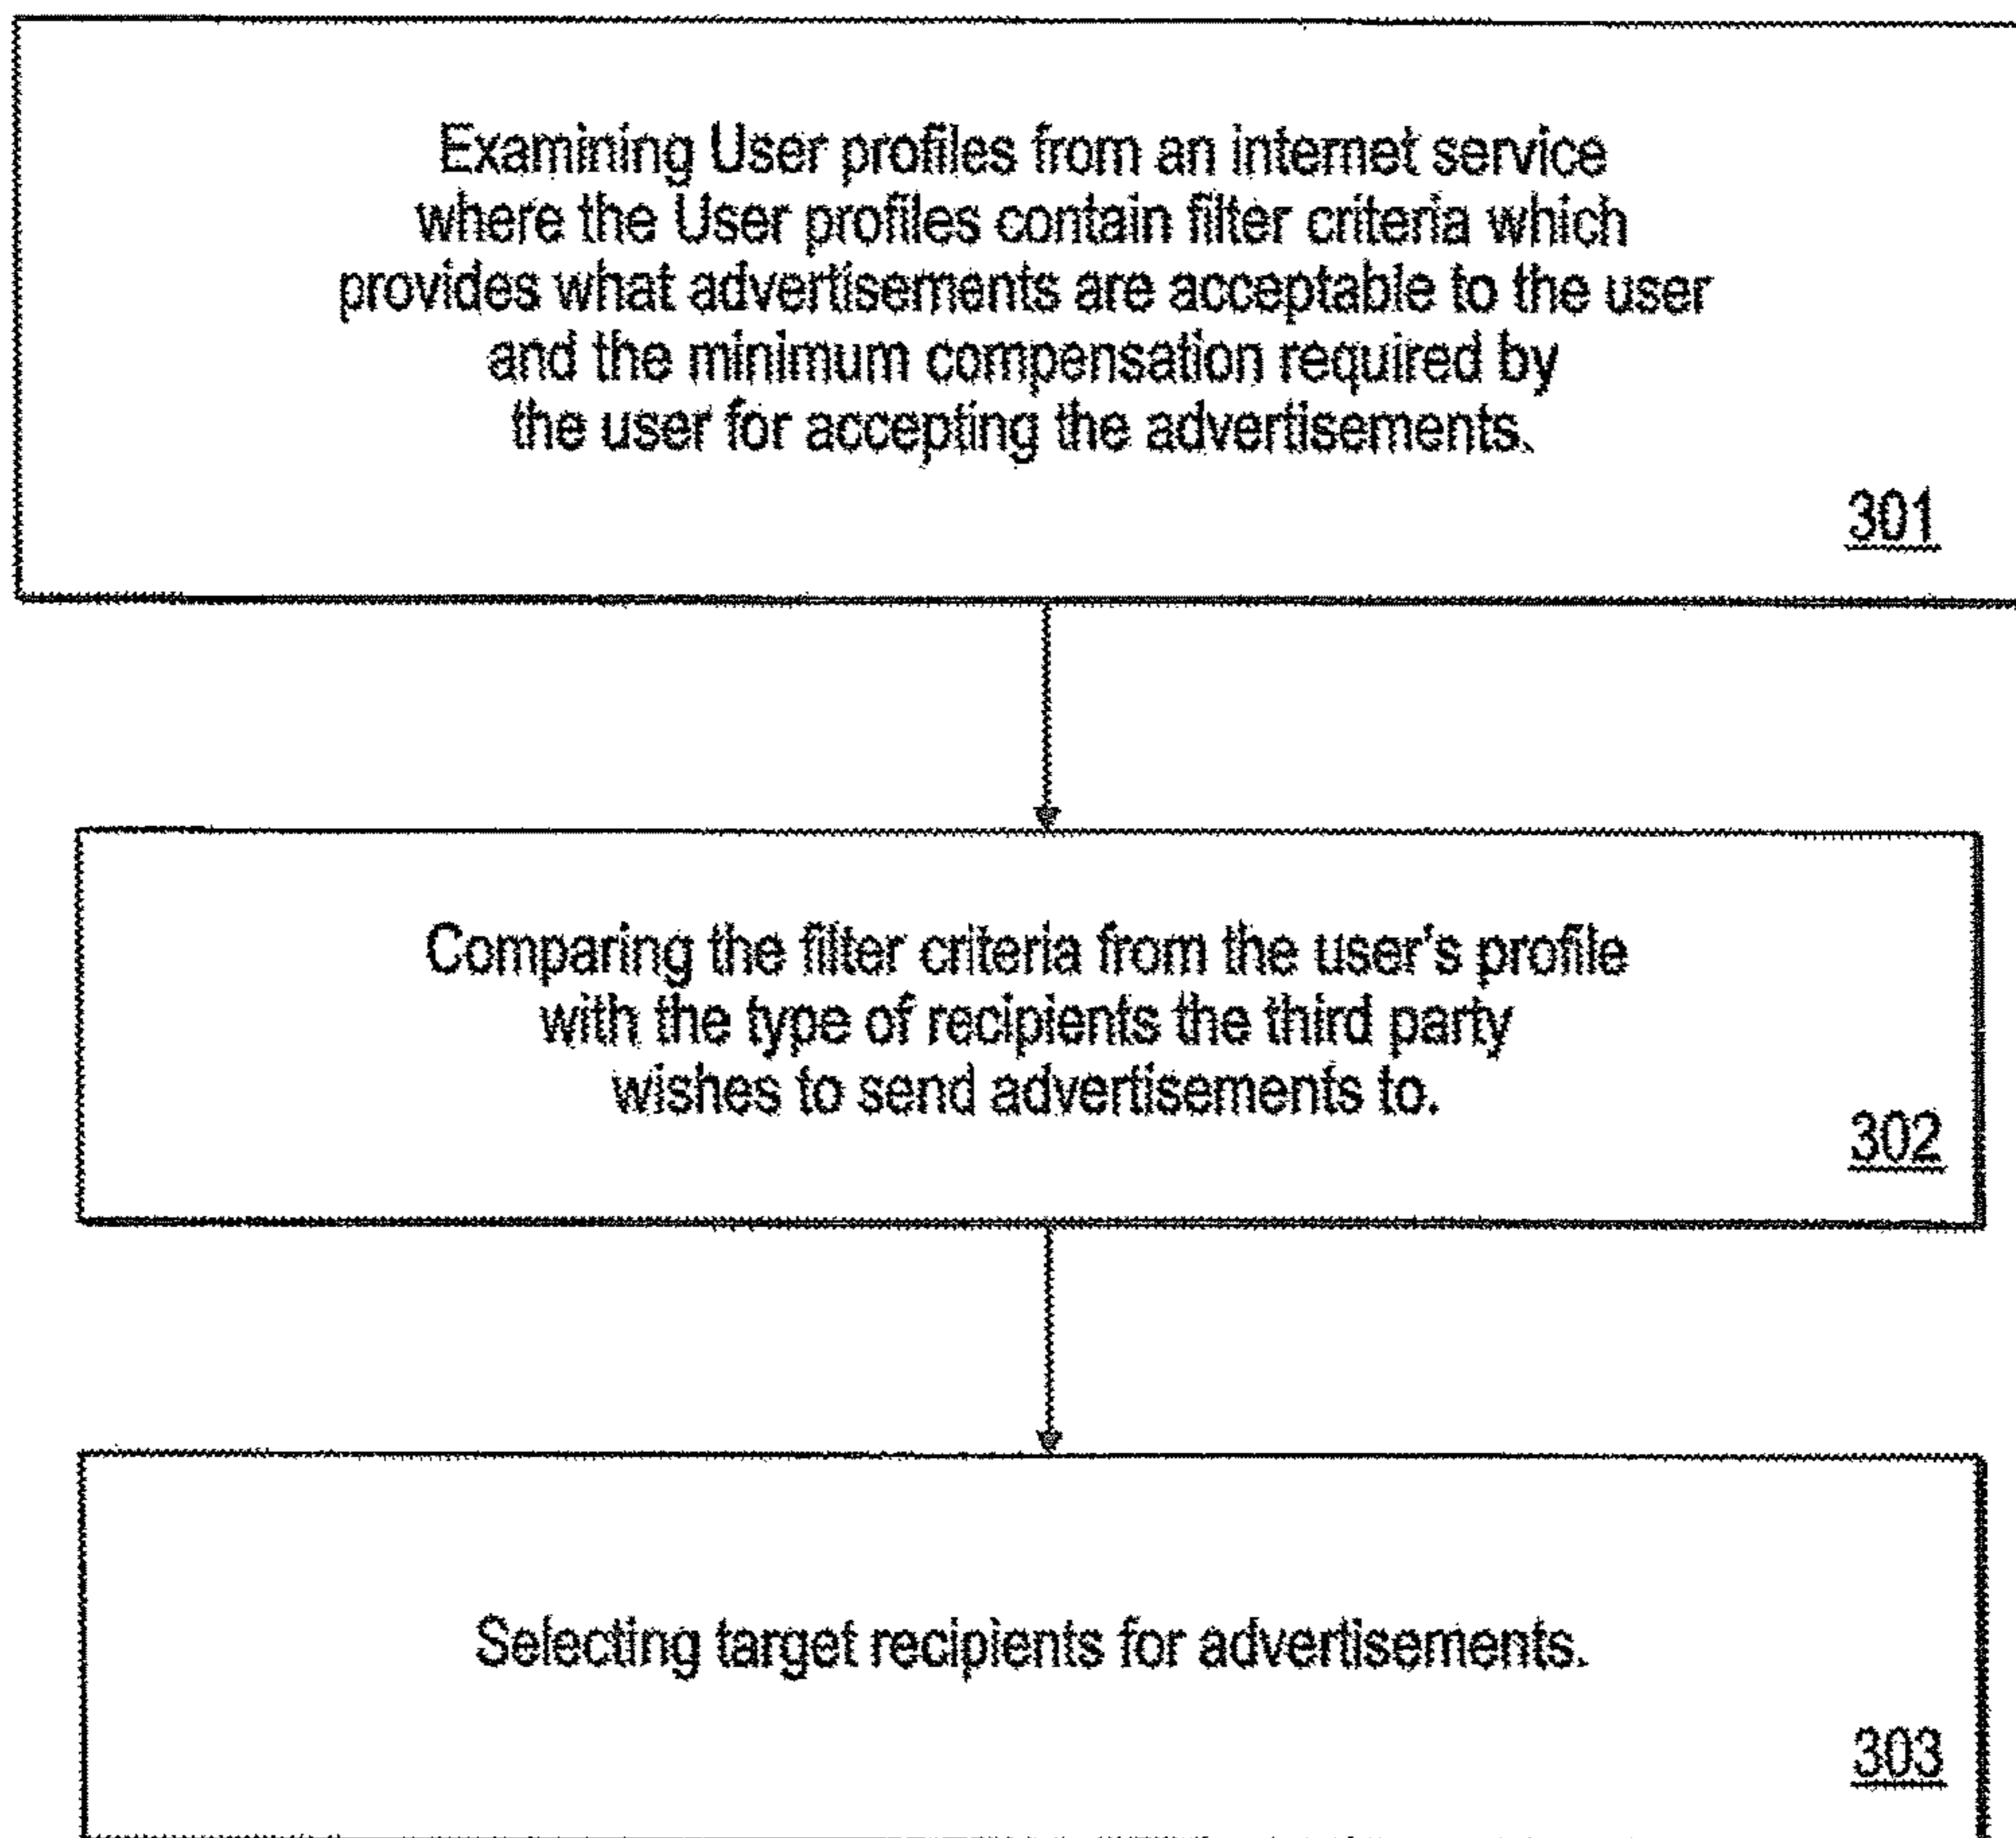 Examining User profiles from an internet service
where the User profiles contain filter criteria which
provides what advertisements are acceptable to the user
and the minimum compensation required by
the user for accepting the advertisements.
301
Comparing the filter criteria from the user's profile
with the type of recipients the third party
wishes to send advertisements to.
302
Selecting target recipients for advertisements.
303